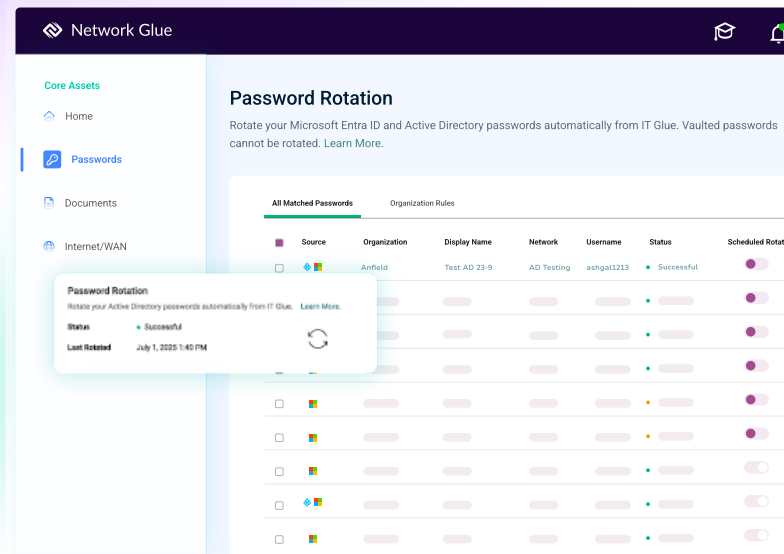 Network Glue
Core Assets
Home
Passwords
Documents
Internet/WAN
Password Rotation
Rotate your Microsoft Entra ID and Active Directory passwords automatically from IT Glue. Vaulted passwords
cannot be rotated. Learn More.
All Matched Passwords Organization Rules
Source Organization Display Name Network Username Status Scheduled Rotat
Anfield Test AD 23-9 AD Testing ashgal1213 Successful
Password Rotation
Rotate your Active Directory passwords automatically from IT Glue. Learn More.
Status Successful
Last Rotated July 1, 2025 1:40 PM